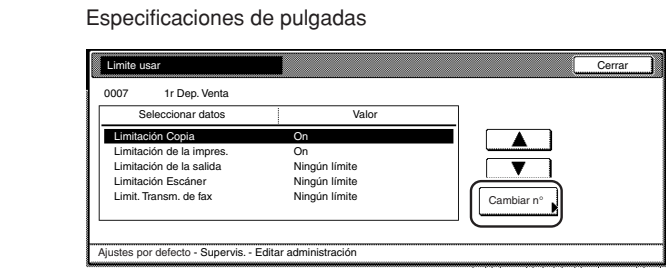 Especificaciones de pulgadas
Limite usar Cerrar
0007 1r Dep. Venta
Seleccionar datos Valor
Limitación Copia On
Limitación de la impres. On
Limitación de la salida Ningún límite
Limitación Escáner Ningún límite
Limit. Transm. de fax Ningún límite
Cambiar n°
Ajustes por defecto - Supervis. - Editar administración